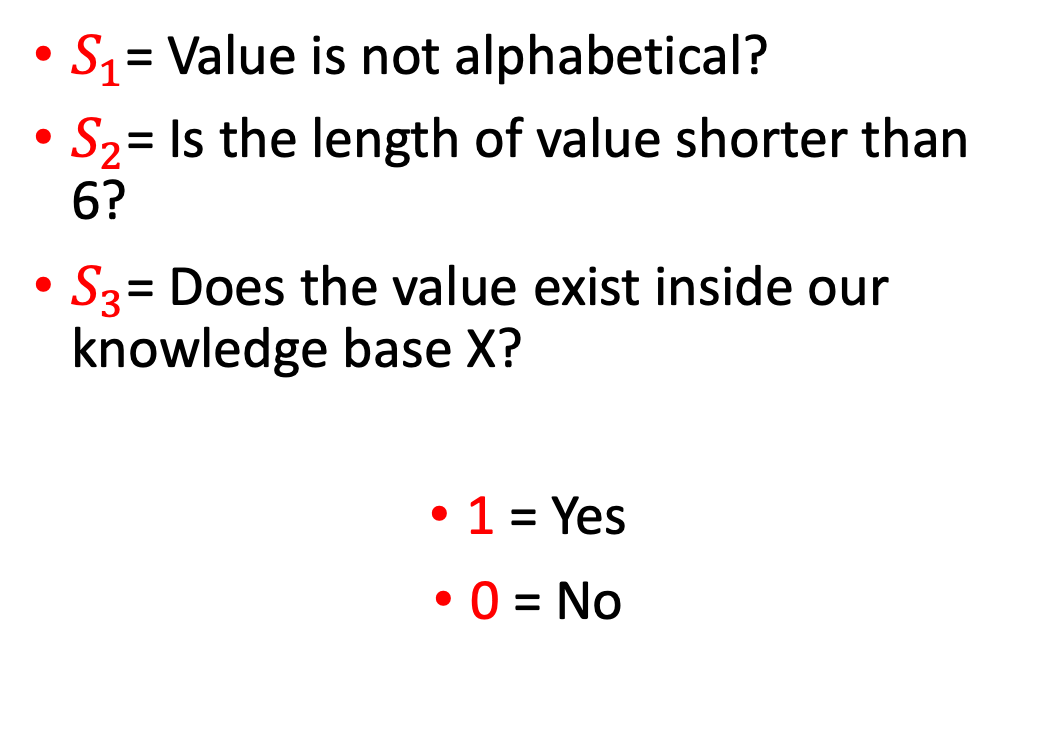 • S₁= Value is not alphabetical?
• S₂= Is the length of value shorter than
6?
• S₃= Does the value exist inside our
knowledge base X?
• 1 = Yes
• 0 = No